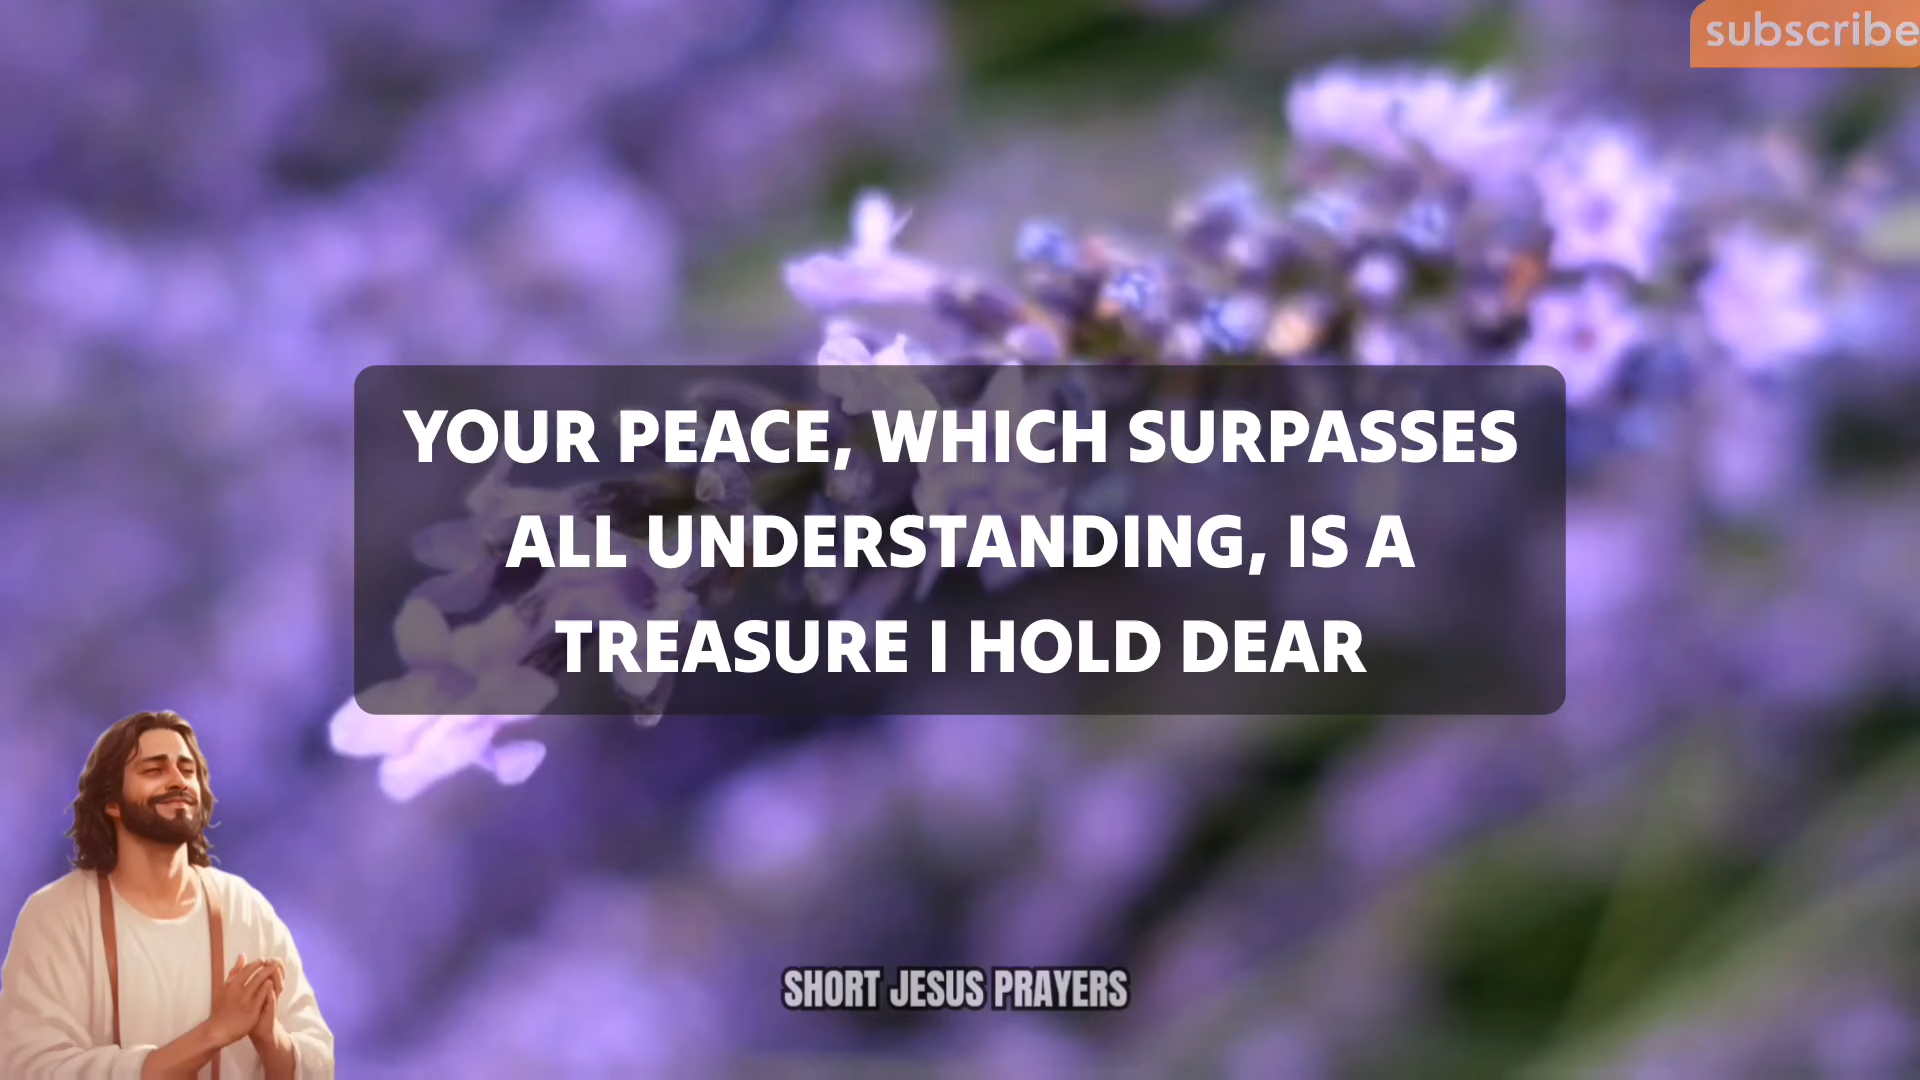 subscribe
YOUR PEACE, WHICH SURPASSES
ALL UNDERSTANDING, IS A
TREASURE I HOLD DEAR
SHORT JESUS PRAYERS